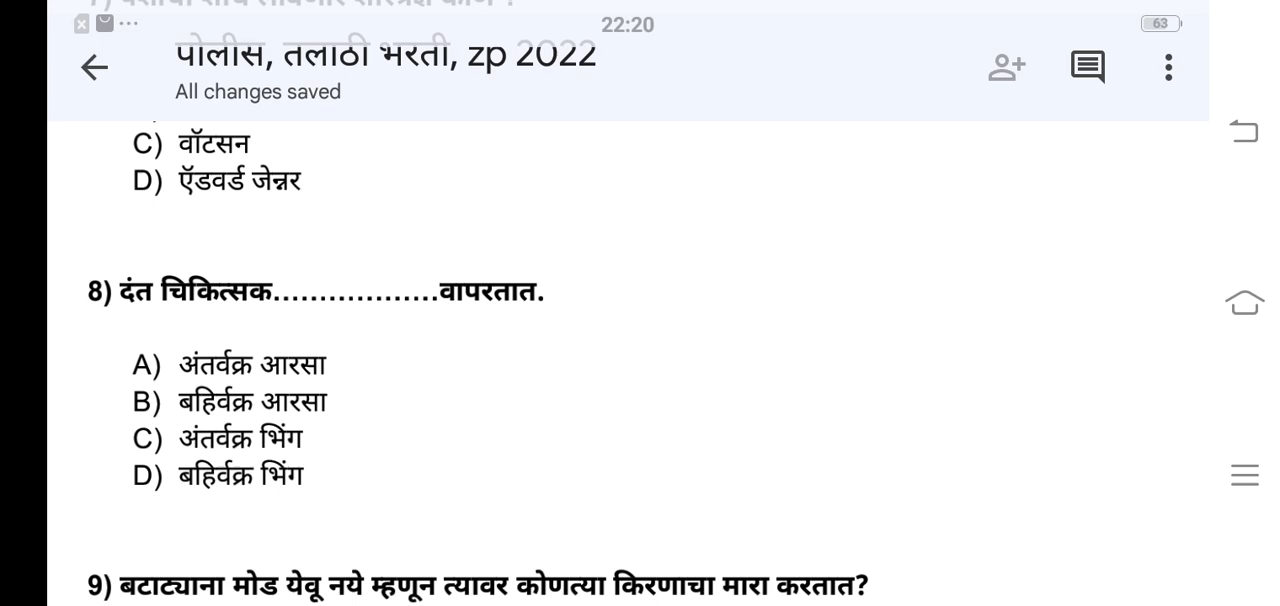 22:20
63
पोलीस, तलाठी भरती, zp 2022
All changes saved
C) वॉटसन
D) ऍडवर्ड जेन्नर
8) दंत चिकित्सक..................वापरतात.
A) अंतर्वक्र आरसा
B) बहिर्वक्र आरसा
C) अंतर्वक्र भिंग
D) बहिर्वक्र भिंग
9) बटाट्याना मोड येवू नये म्हणून त्यावर कोणत्या किरणाचा मारा करतात?